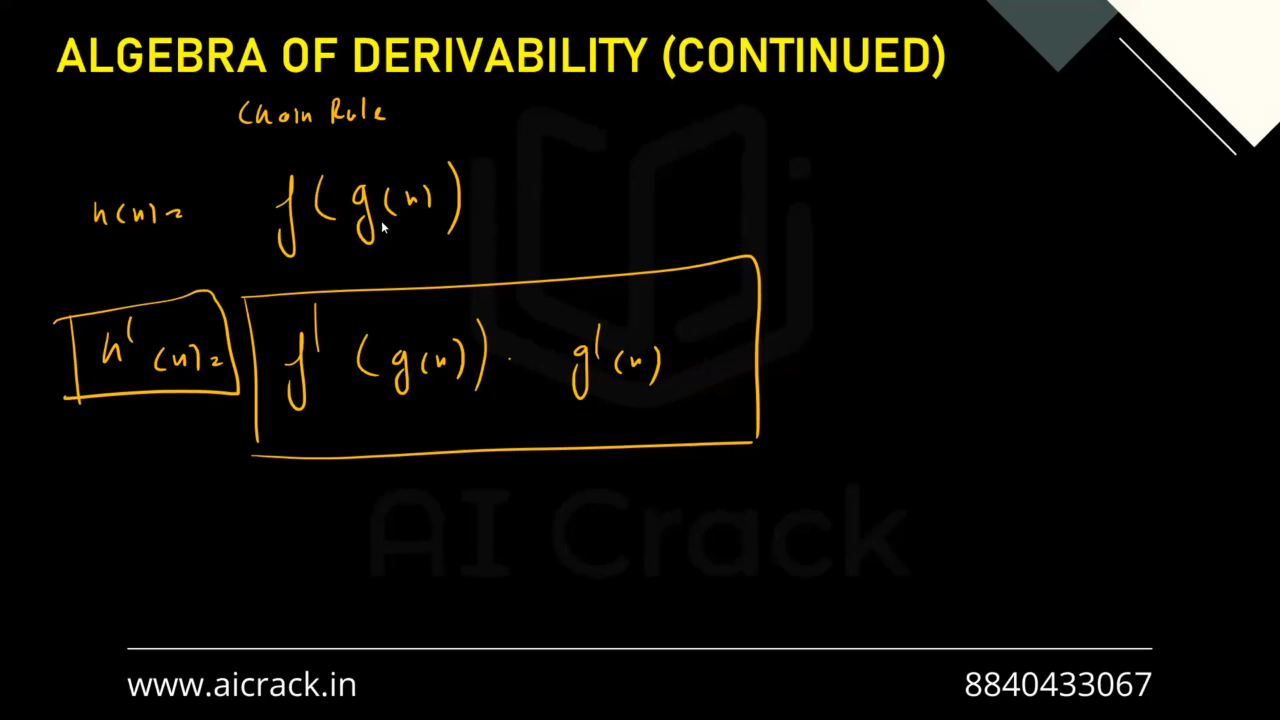 ALGEBRA OF DERIVABILITY (CONTINUED)
Chain Rule
h(x) = f(g(x))
h'(x) = f'(g(x)) . g'(x)
AI Crack
www.aicrack.in
8840433067